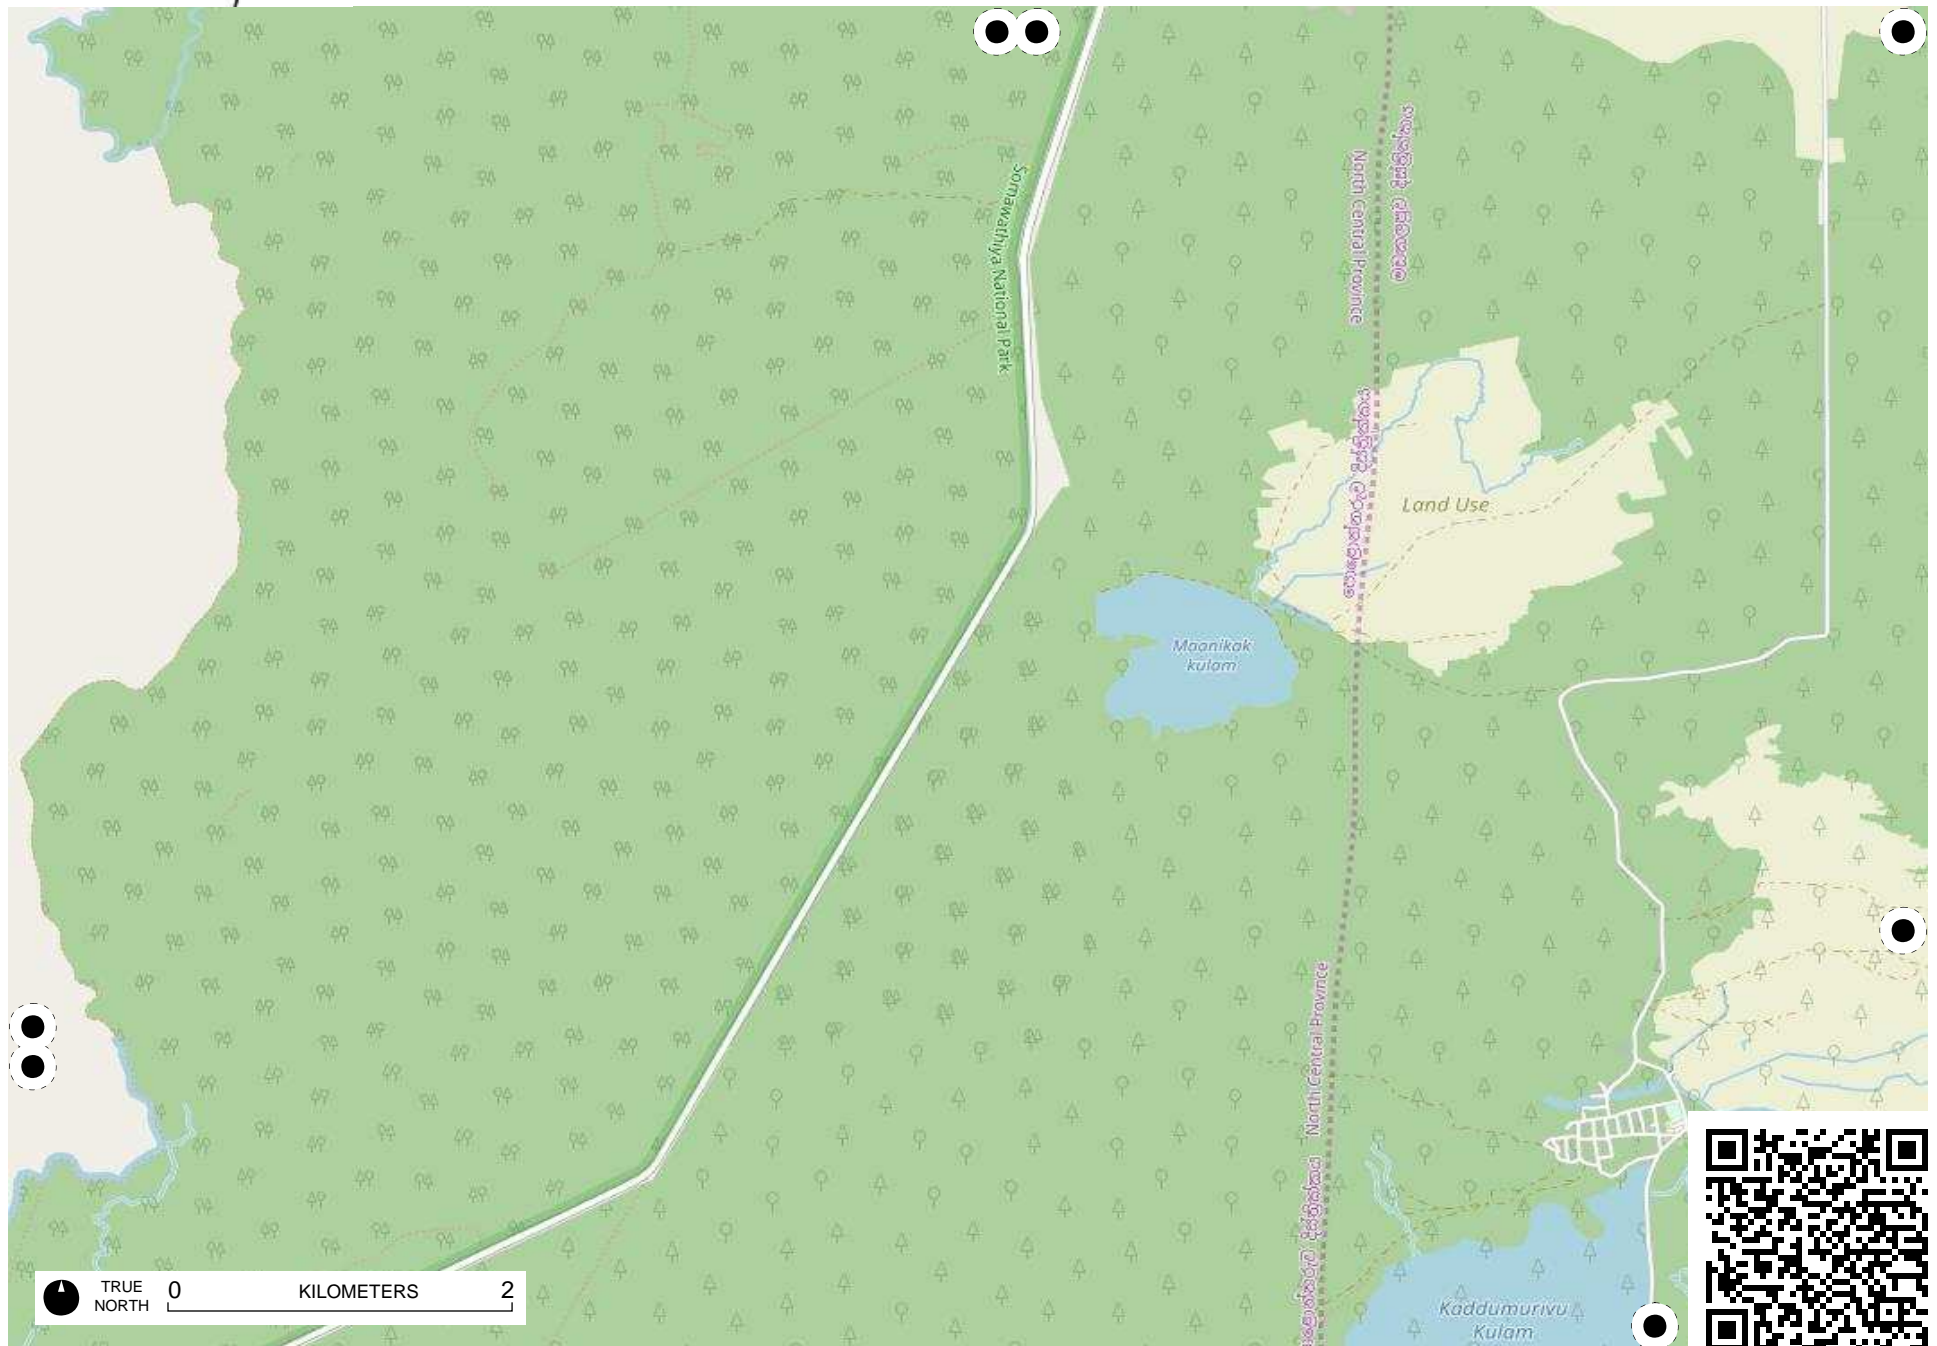 Somawathiya National Park
North Central Province
Land Use
Maanikak
kulam
North Central Province
TRUE
NORTH
0
KILOMETERS
2
Kaddumurivu
Kulam